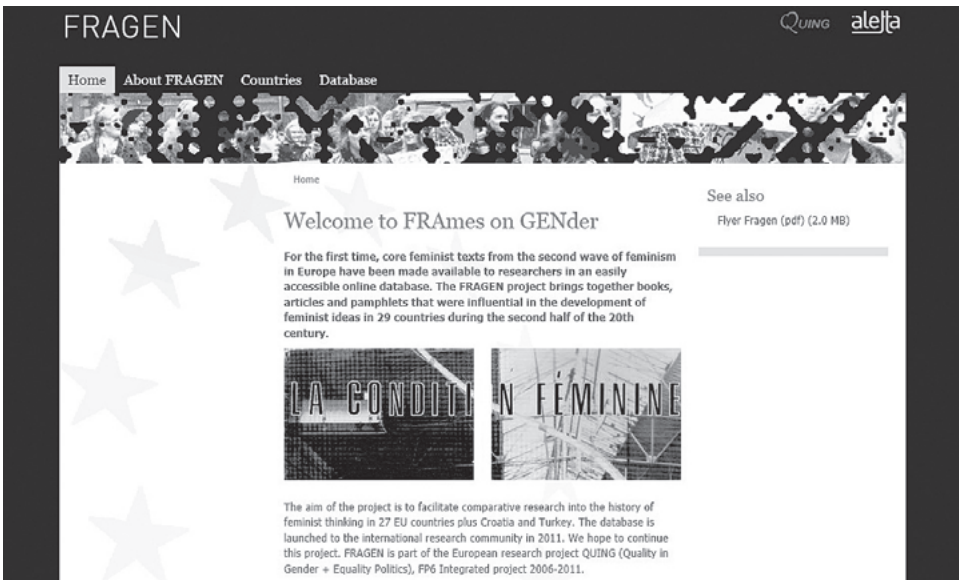 FRAGEN
QUING aletta
Home About FRAGEN Countries Database
Home
Welcome to FRAmes on GENder
For the first time, core feminist texts from the second wave of feminism
in Europe have been made available to researchers in an easily
accessible online database. The FRAGEN project brings together books,
articles and pamphlets that were influential in the development of
feminist ideas in 29 countries during the second half of the 20th
century.
LA CONDITI N FÉMININE
The aim of the project is to facilitate comparative research into the history of
feminist thinking in 27 EU countries plus Croatia and Turkey. The database is
launched to the international research community in 2011. We hope to continue
this project. FRAGEN is part of the European research project QUING (Quality in
Gender + Equality Politics), FP6 Integrated project 2006-2011.
See also
Flyer Fragen (pdf) (2.0 MB)